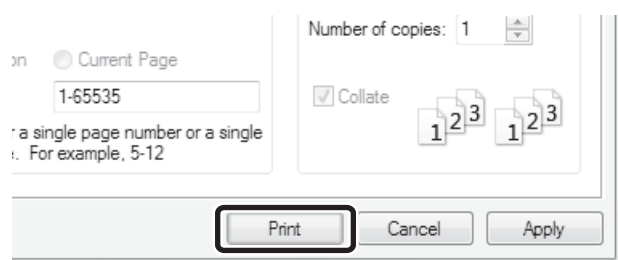 Number of copies: 1
on Current Page
1-65535
Collate
1 2 3 1 2 3
a single page number or a single
. For example, 5-12
Print Cancel Apply